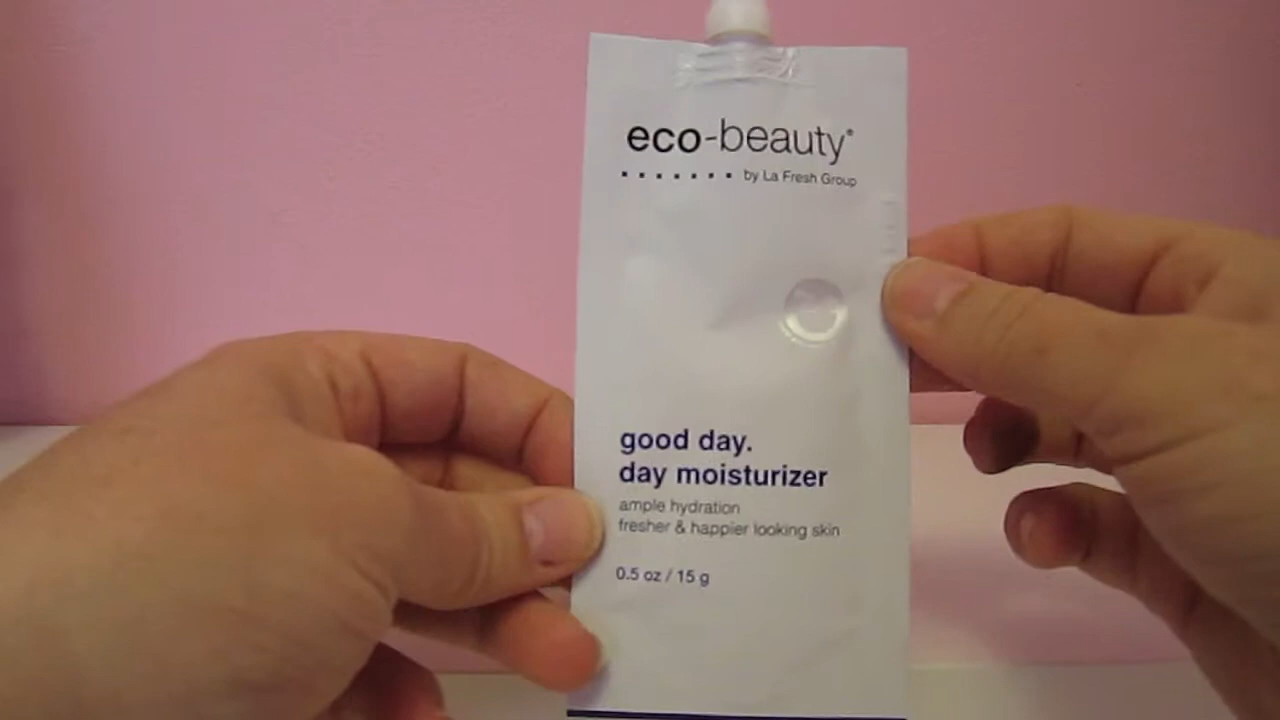 eco-beauty®
by La Fresh Group
good day.
day moisturizer
ample hydration
fresher & happier looking skin
0.5 oz / 15 g